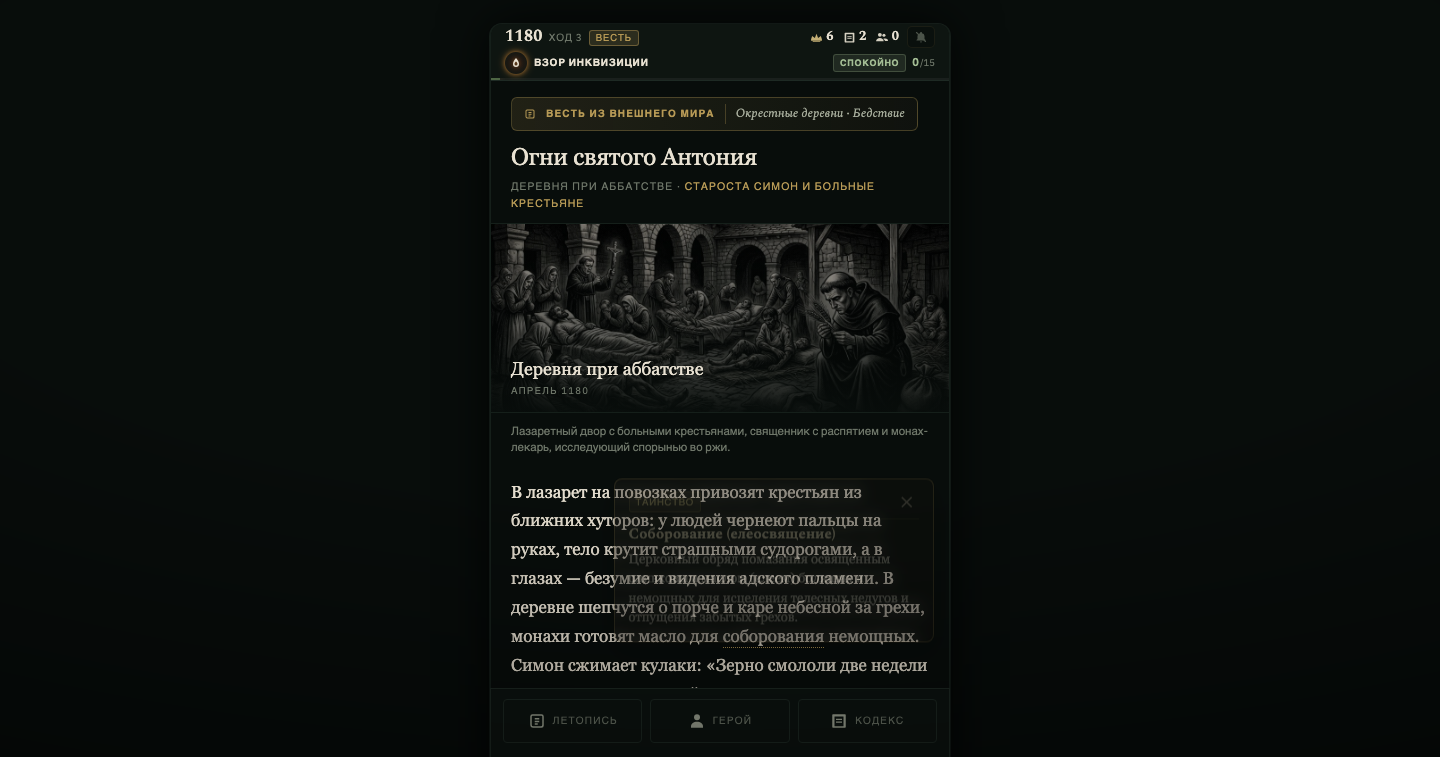 1180 ХОД 3 ВЕСТЬ 6 2 0
ВЗОР ИНКВИЗИЦИИ СПОКОЙНО 0/15
ВЕСТЬ ИЗ ВНЕШНЕГО МИРА Окрестные деревни · Бедствие
Огни святого Антония
ДЕРЕВНЯ ПРИ АББАТСТВЕ · СТАРОСТА СИМОН И БОЛЬНЫЕ
КРЕСТЬЯНЕ
Деревня при аббатстве
АПРЕЛЬ 1180
Лазаретный двор с больными крестьянами, священник с распятием и монах-
лекарь, исследующий спорынью во ржи.
В лазарет на повозках привозят крестьян из
ближних хуторов: у людей чернеют пальцы на
руках, тело крутит страшными судорогами, а в
глазах — безумие и видения адского пламени. В
деревне шепчутся о порче и каре небесной за грехи,
монахи готовят масло для соборования немощных.
Симон сжимает кулаки: «Зерно смололи две недели
ТАИНСТВО
Соборование (елеосвящение)
Церковный обряд помазания освященным
немощных для исцеления телесных недугов и
отпущения забытых грехов.
ЛЕТОПИСЬ ГЕРОЙ КОДЕКС